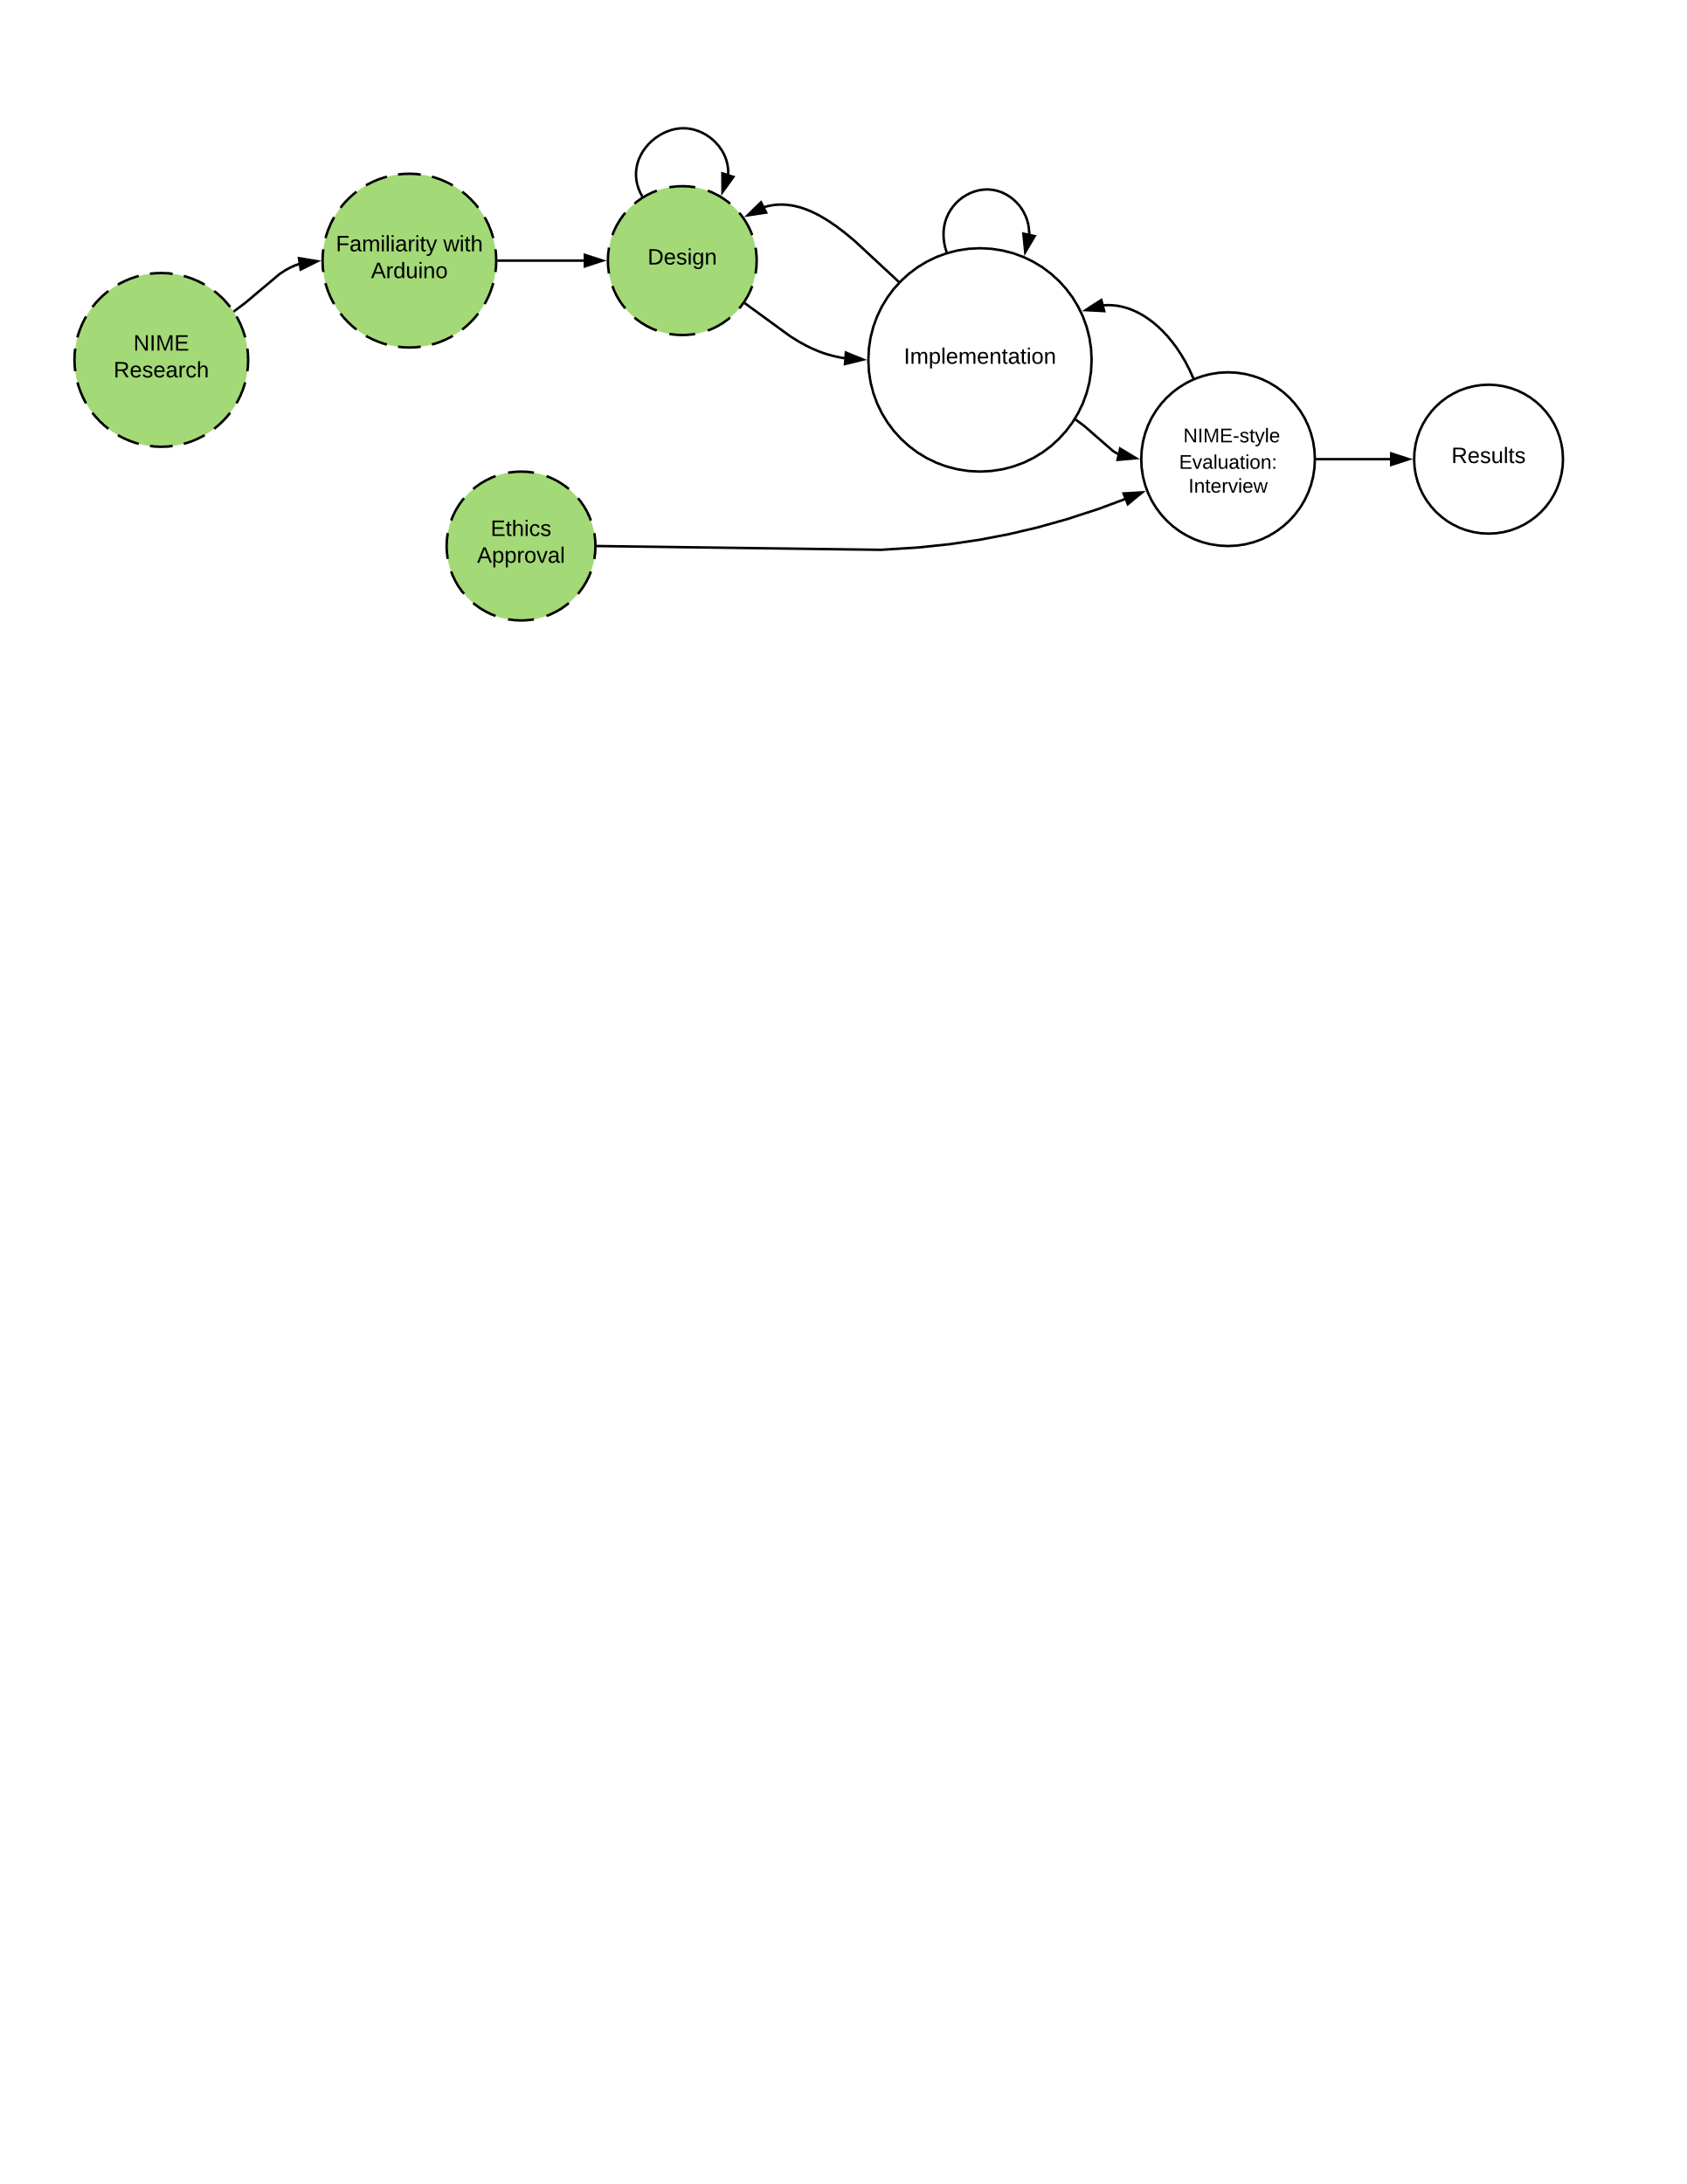 NIME
Research
Familiarity with
Arduino
Design
Implementation
NIME-style
Evaluation:
Interview
Results
Ethics
Approval